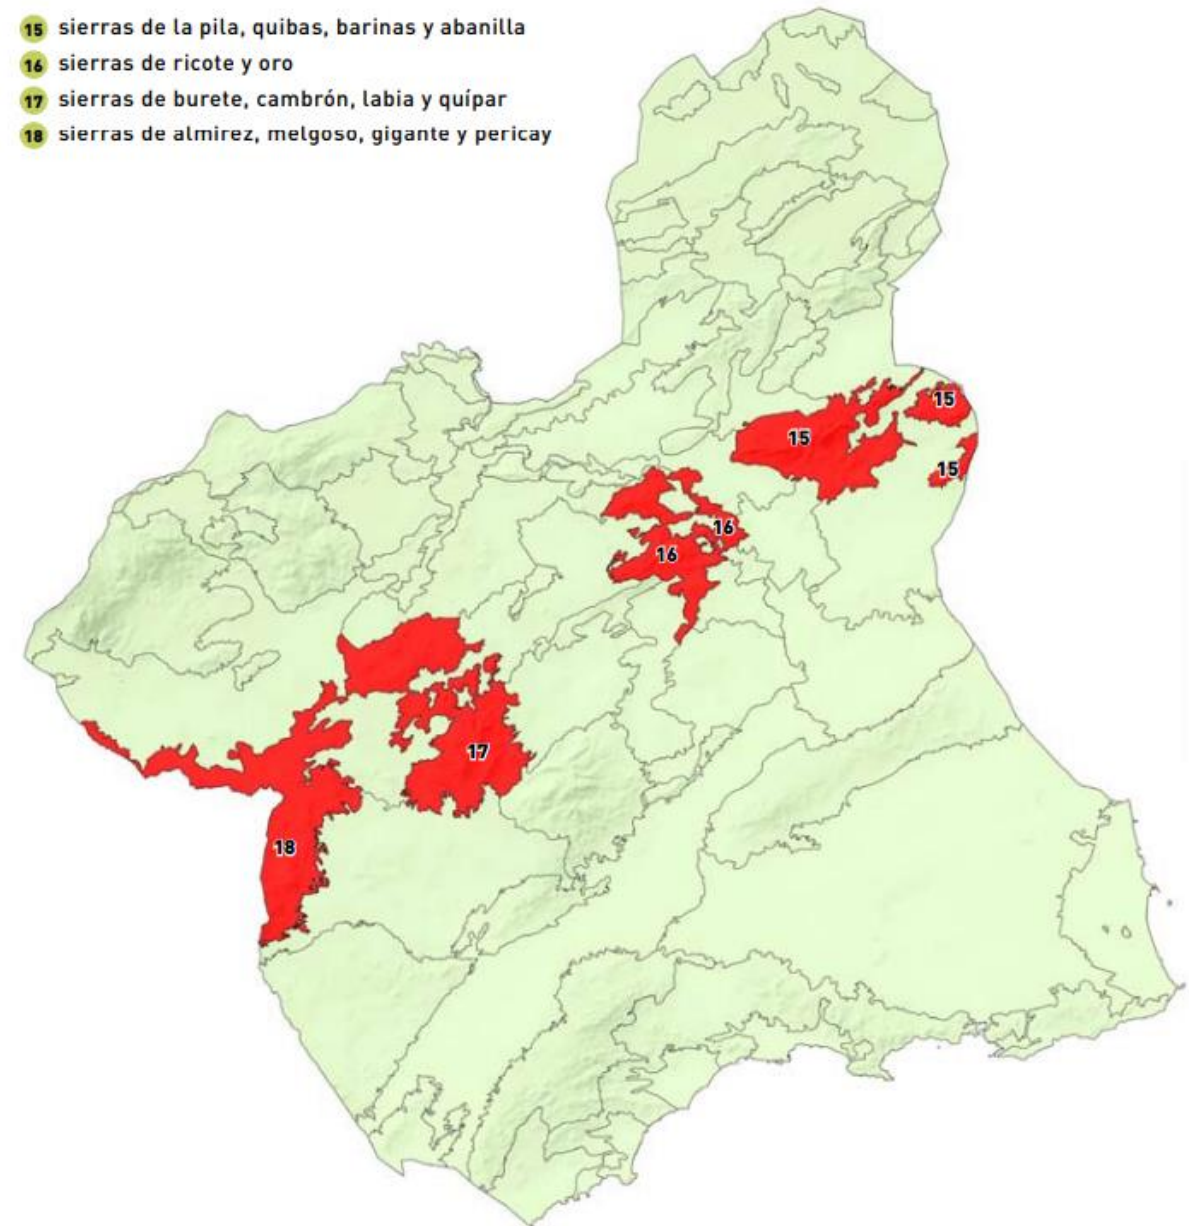 15 sierras de la pila, quibas, barinas y abanilla
16 sierras de ricote y oro
17 sierras de burete, cambrón, labia y quípar
18 sierras de almirez, melgoso, gigante y pericay
15
15
15
16
16
17
18